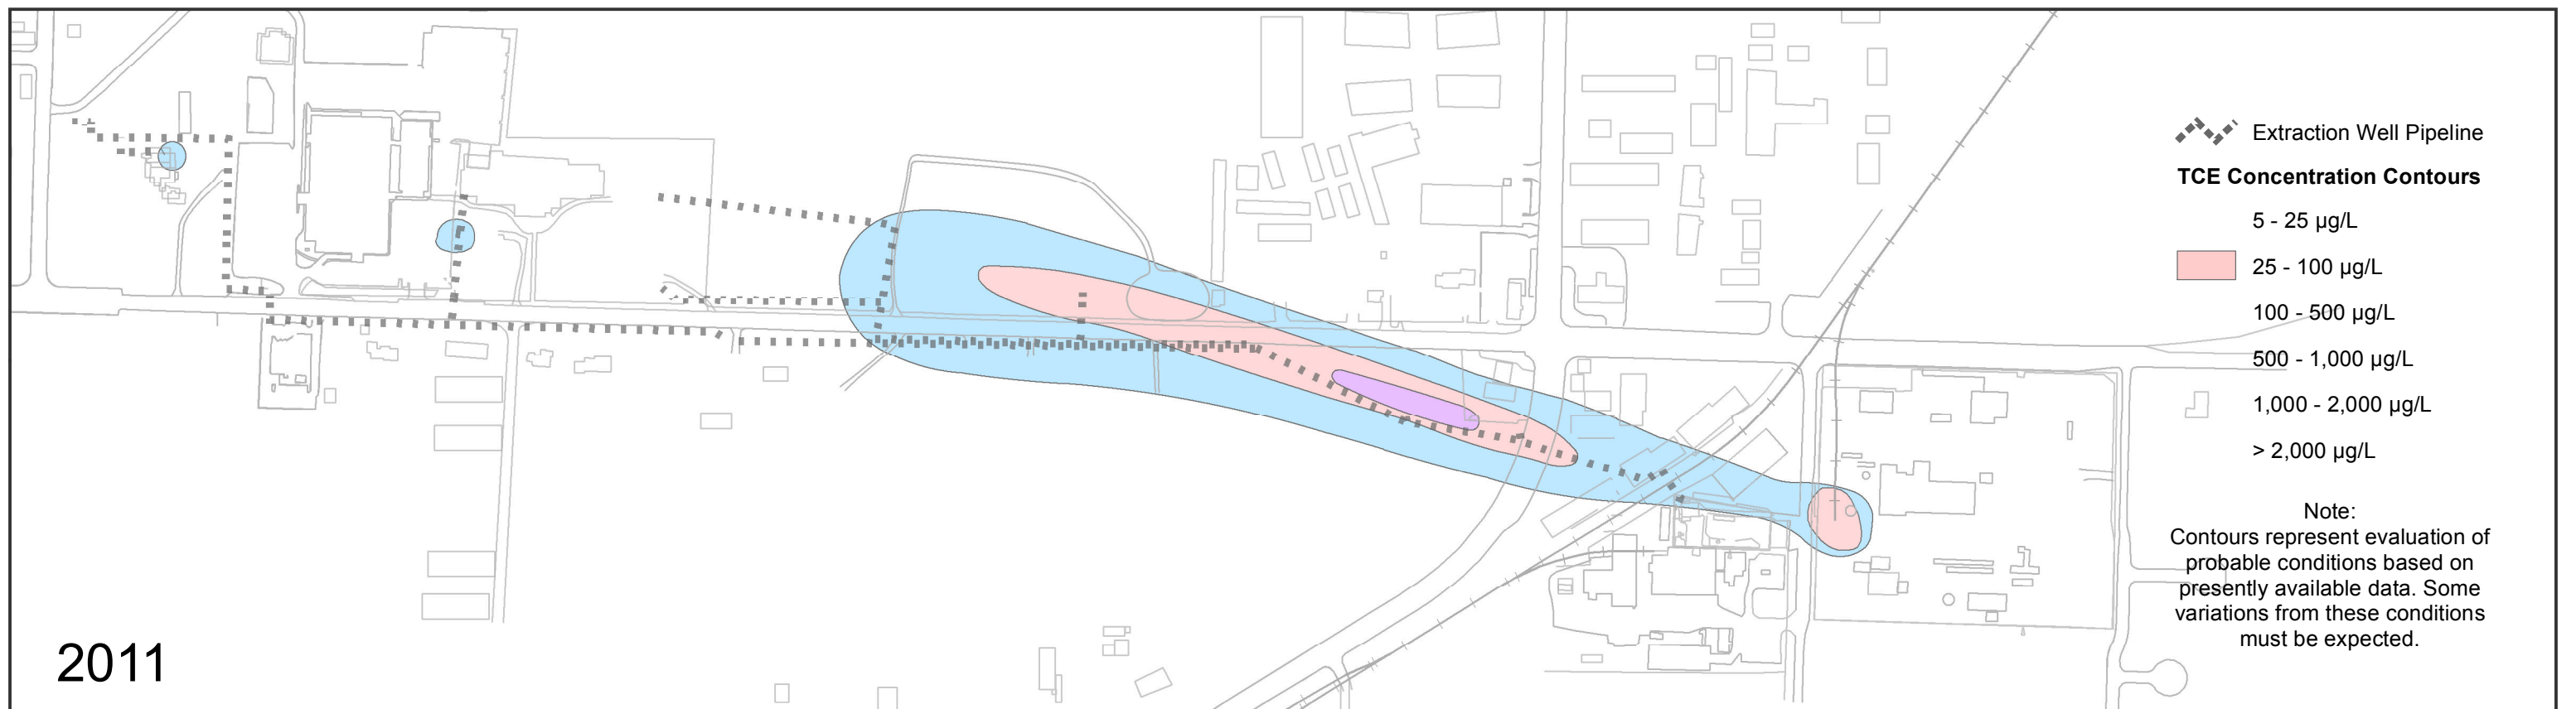 Extraction Well Pipeline
TCE Concentration Contours
5 - 25 µg/L
25 - 100 µg/L
100 - 500 µg/L
500 - 1,000 µg/L
1,000 - 2,000 µg/L
> 2,000 µg/L
Note:
Contours represent evaluation of
probable conditions based on
presently available data. Some
variations from these conditions
must be expected.
2011